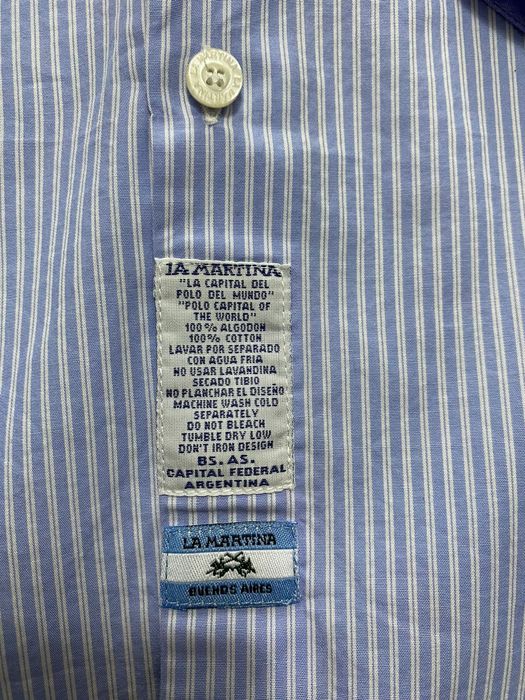 LA MARTINA
LA MARTINA
"LA CAPITAL DEL
POLO DEL MUNDO"
"POLO CAPITAL OF
THE WORLD"
100% ALGODON
100% COTTON
LAVAR POR SEPARADO
CON AGUA FRIA
NO USAR LAVANDINA
SECADO TIBIO
NO PLANCHAR EL DISEÑO
MACHINE WASH COLD
SEPARATELY
DO NOT BLEACH
TUMBLE DRY LOW
DON'T IRON DESIGN
BS. AS.
CAPITAL FEDERAL
ARGENTINA
LA MARTINA
BUENOS AIRES